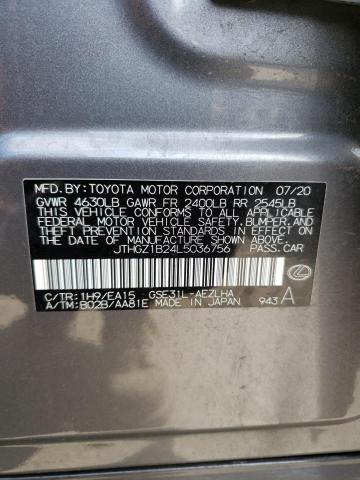 MFD.BY:TOYOTA MOTOR CORPORATION 07/20
GVWR 4630LB GAWR FR 2400LB RR 2545LB
THIS VEHICLE CONFORMS TO ALL APPLICABLE
FEDERAL MOTOR VEHICLE SAFETY,BUMPER,AND
THEFT PREVENTION STANDARDS IN EFFECT ON
THE DATE OF MANUFACTURE SHOWN ABOVE.
JTHGZ1B24L5036756 PASS.CAR
C/TR:1H9/EA15 GSE31L-AEZLHA
A/TM:B02B/AA81E MADE IN JAPAN 943 A